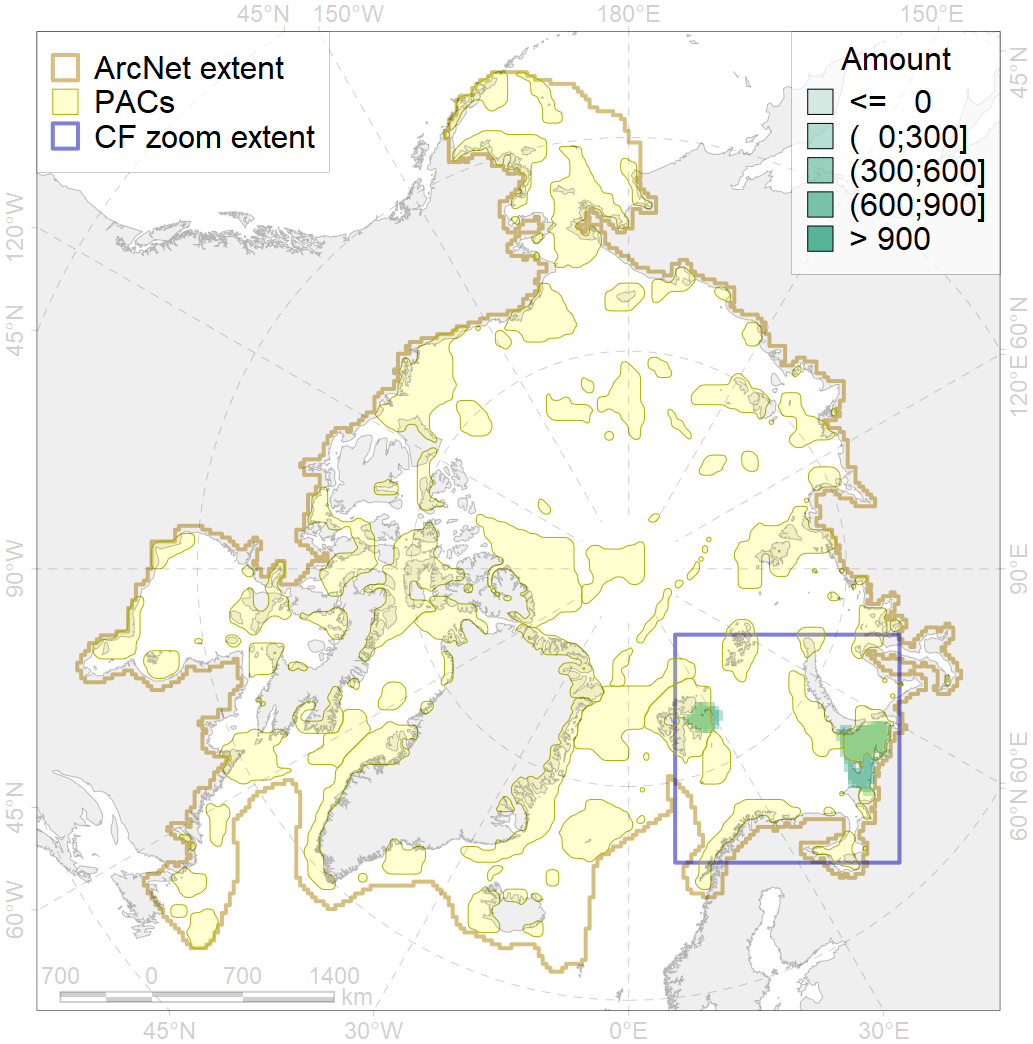 45°N 150°W 180°E 150°E
ArcNet extent
PACs
CF zoom extent
Amount
<= 0
( 0;300]
(300;600]
(600;900]
> 900
45°N
120°W
60°N
45°N
120°E
90°W
90°E
60°E
45°N
60°N
60°W
700 0 700 1400
km
45°N 30°W 0°E 30°E